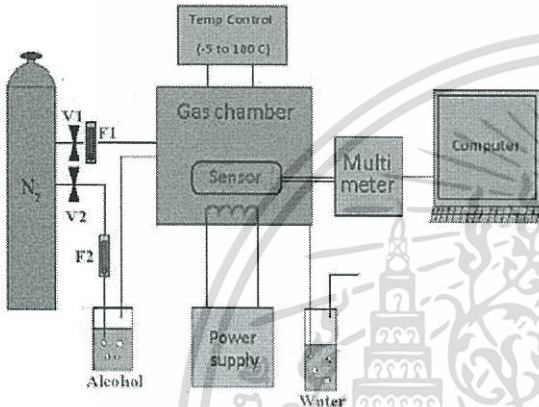 Temp Control
(-5 to 180 C)
V1
F1
Gas chamber
N2
V2
Sensor
Multi
meter
Computer
F2
Power
supply
Alcohol
Water